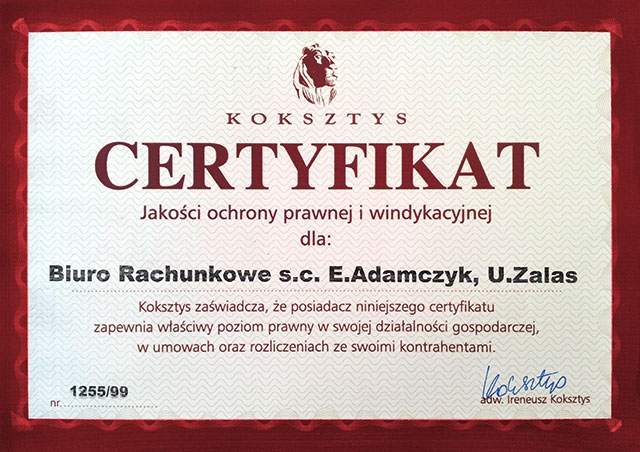 KOKSZTYS
CERTYFIKAT
Jakości ochrony prawnej i windykacyjnej
dla:
Biuro Rachunkowe s.c. E.Adamczyk, U.Zalas
Koksztys zaświadcza, że posiadacz niniejszego certyfikatu
zapewnia właściwy poziom prawny w swojej działalności gospodarczej,
w umowach oraz rozliczeniach ze swoimi kontrahentami.
nr. 1255/99
Koksztys
adw. Ireneusz Koksztys